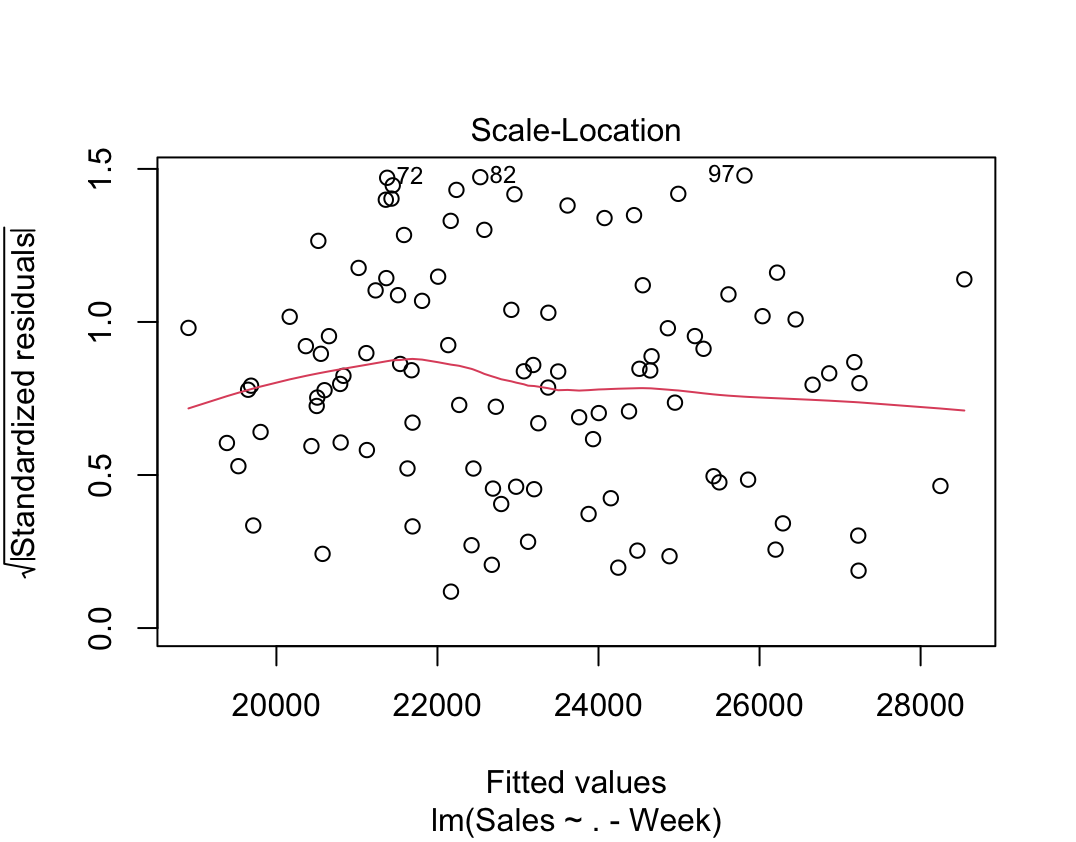 Scale-Location
√|Standardized residuals|
1.5
1.0
0.5
0.0
72
82
97
20000 22000 24000 26000 28000
Fitted values
lm(Sales ~ . - Week)